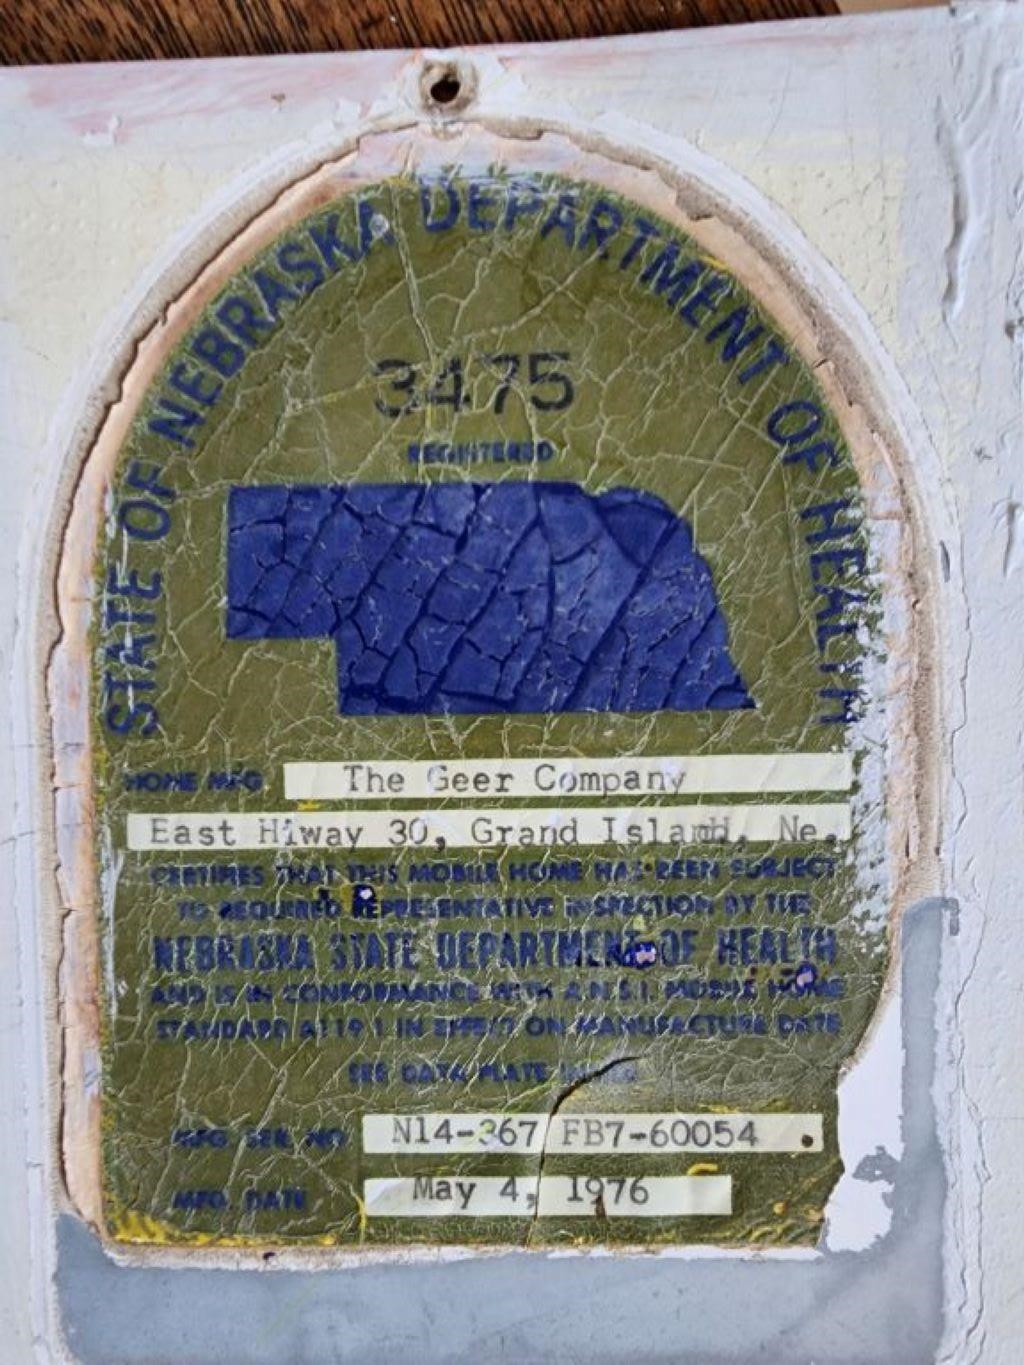 STATE OF NEBRASKA DEPARTMENT OF HEALTH
3475
REGISTERED
HOME MFG. The Geer Company
East Hiway 30, Grand Island, Ne.
CERTIFIES THAT THIS MOBILE HOME HAS BEEN SUBJECT
TO REQUIRED REPRESENTATIVE INSPECTION BY THE
NEBRASKA STATE DEPARTMENT OF HEALTH
AND IS IN CONFORMANCE WITH A.N.S.I. MOBILE HOME
STANDARD A119.1 IN EFFECT ON MANUFACTURE DATE
SEE DATA PLATE INSIDE
MFG. SER. NO. N14-367 FB7-60054
MFG. DATE May 4, 1976